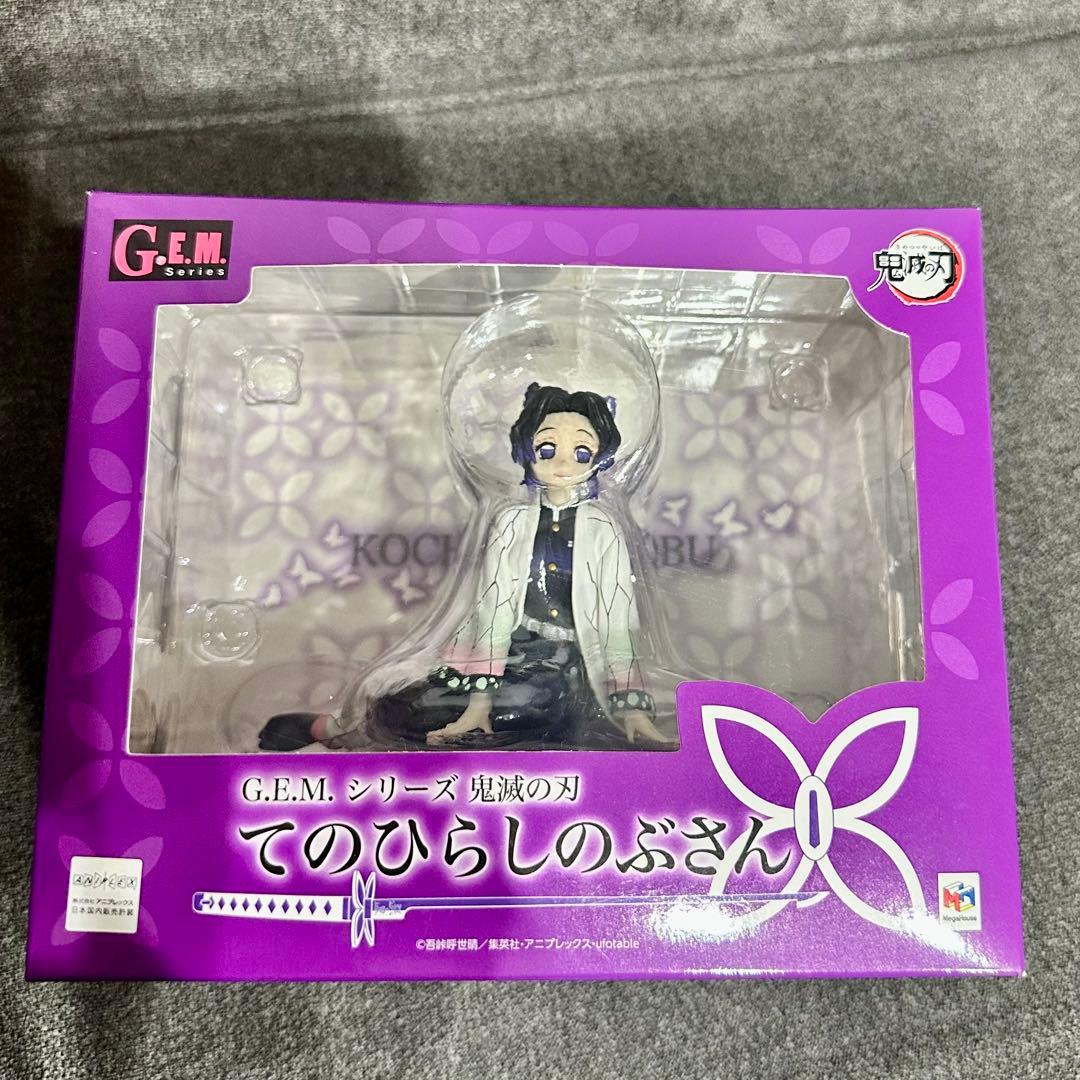 G.E.M.
Series
きめつのやいば
鬼滅の刃
KOCH
OBU
G.E.M. シリーズ 鬼滅の刃
てのひらしのぶさん
ANIPLEX
株式会社アニプレックス
日本国内販売許諾
MegaHouse
©吾峠呼世晴／集英社・アニプレックス・ufotable